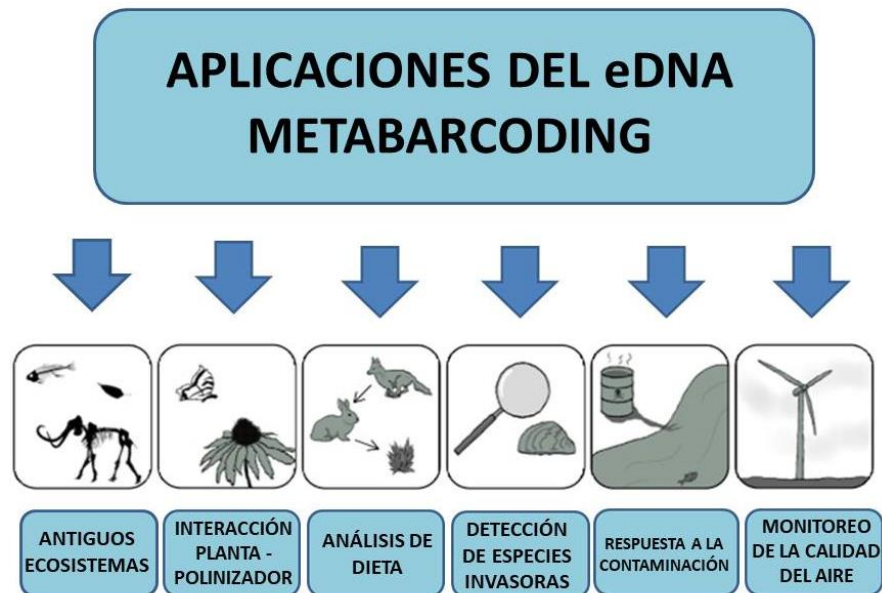 APLICACIONES DEL eDNA
METABARCODING
ANTIGUOS
ECOSISTEMAS
INTERACCIÓN
PLANTA -
POLINIZADOR
ANÁLISIS DE
DIETA
DETECCIÓN
DE ESPECIES
INVASORAS
RESPUESTA A LA
CONTAMINACIÓN
MONITOREO
DE LA CALIDAD
DEL AIRE